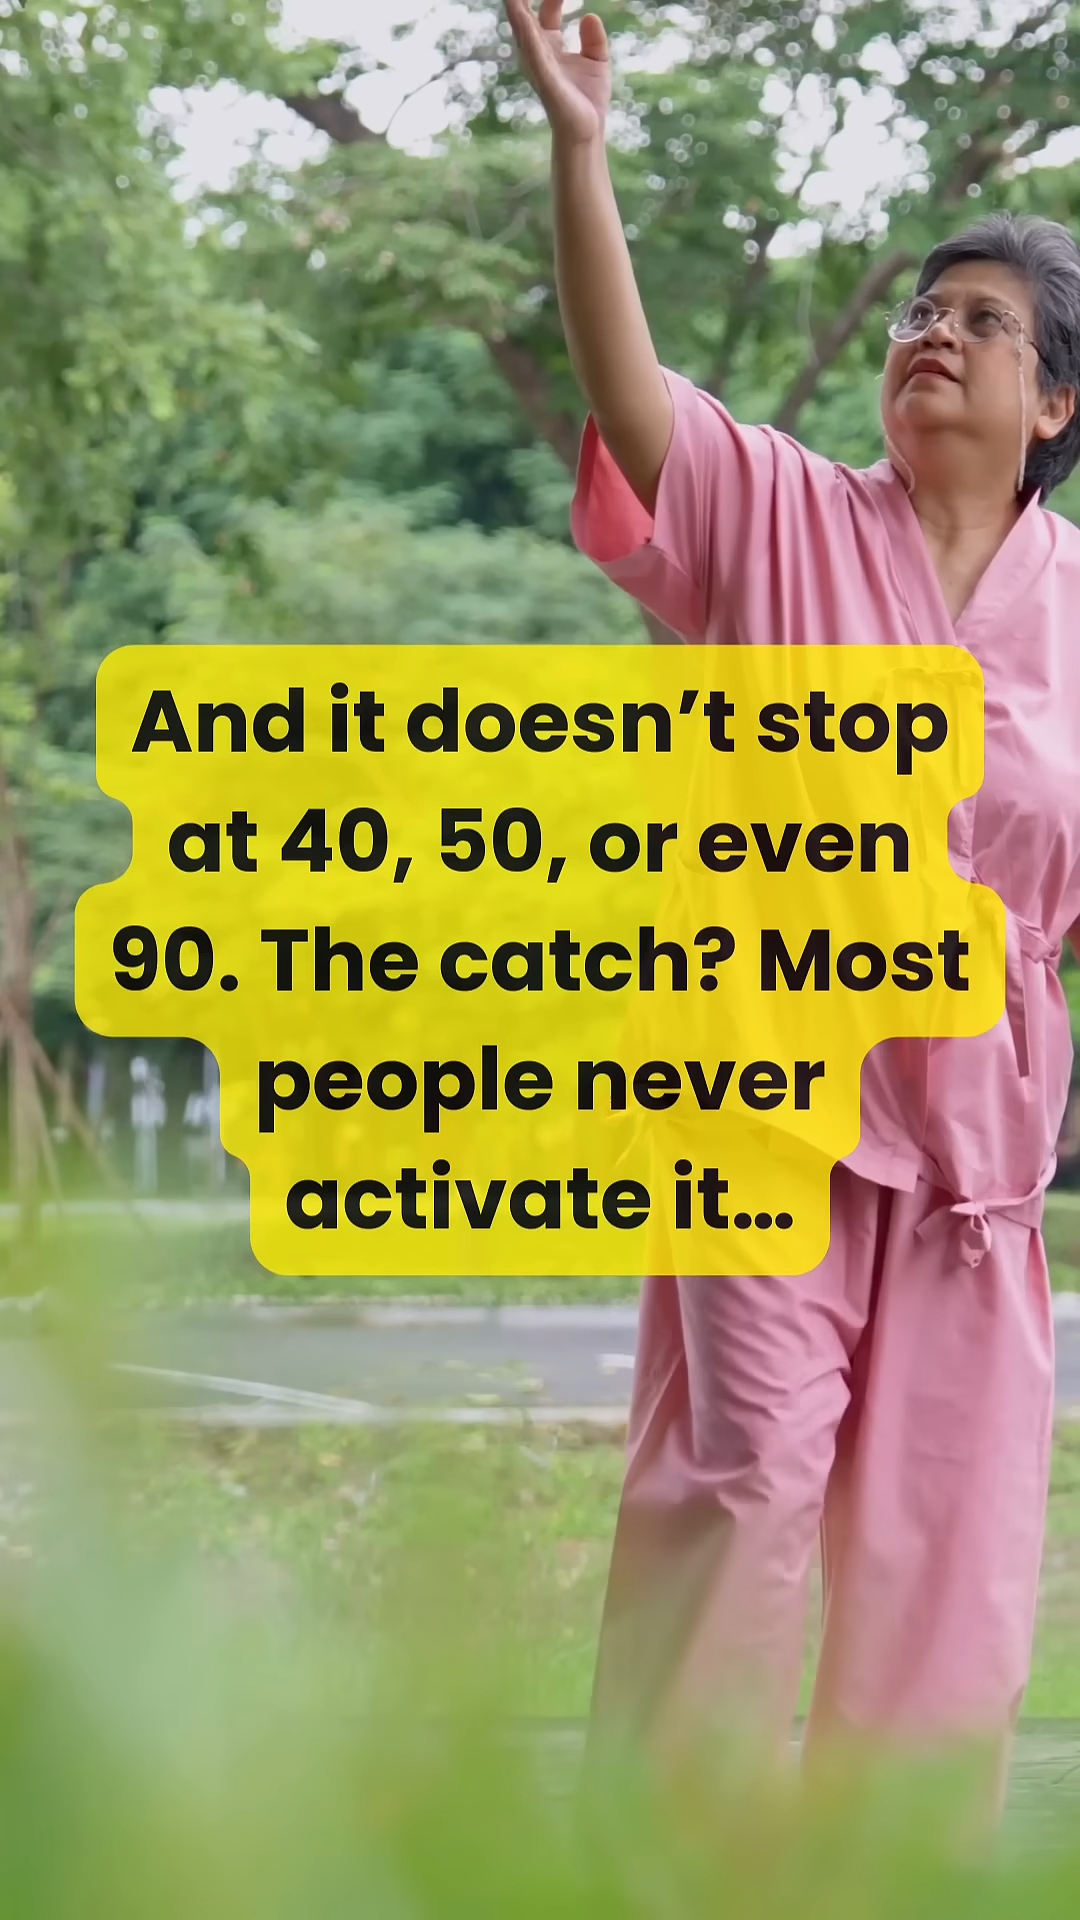 And it doesn’t stop
at 40, 50, or even
90. The catch? Most
people never
activate it...